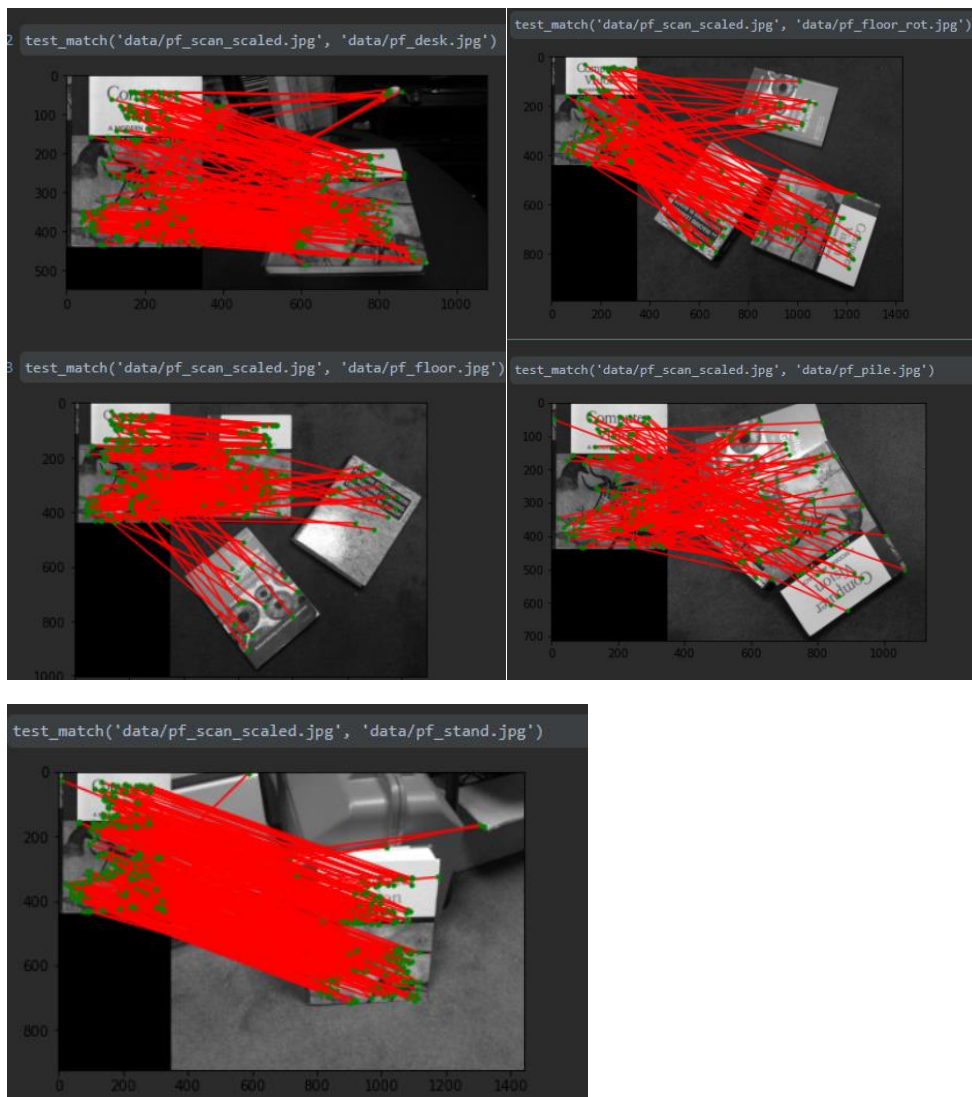 2 test_match('data/pf_scan_scaled.jpg', 'data/pf_desk.jpg')
0
100
200
300
400
500
0 200 400 600 800 1000
test_match('data/pf_scan_scaled.jpg', 'data/pf_floor_rot.jpg')
0
200
400
600
800
0 200 400 600 800 1000 1200 1400
3 test_match('data/pf_scan_scaled.jpg', 'data/pf_floor.jpg')
0
200
400
600
800
1000
test_match('data/pf_scan_scaled.jpg', 'data/pf_pile.jpg')
0
100
200
300
400
500
600
700
Computer
Vision
0 200 400 600 800 1000
test_match('data/pf_scan_scaled.jpg', 'data/pf_stand.jpg')
0
200
400
600
800
0 200 400 600 800 1000 1200 1400